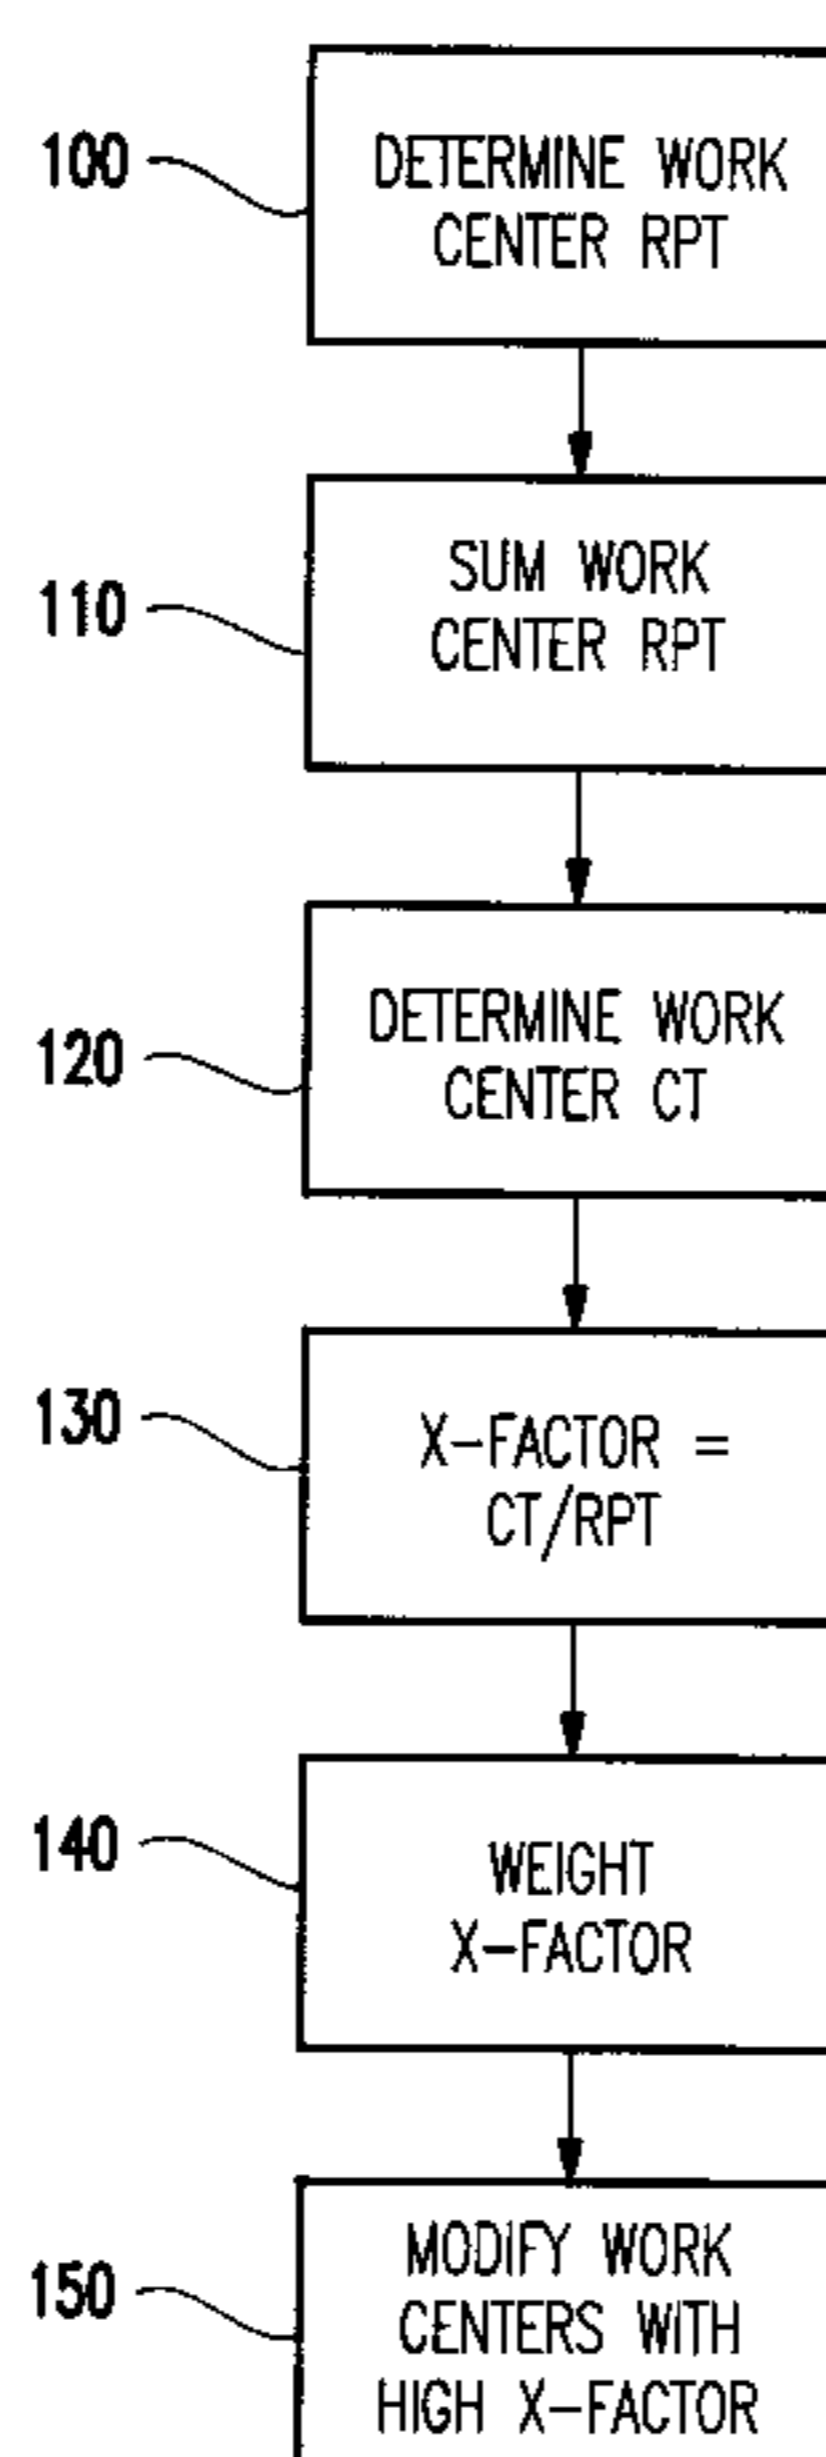 100
DETERMINE WORK
CENTER RPT
110
SUM WORK
CENTER RPT
120
DETERMINE WORK
CENTER CT
130
X-FACTOR =
CT/RPT
140
WEIGHT
X-FACTOR
150
MODIFY WORK
CENTERS WITH
HIGH X-FACTOR